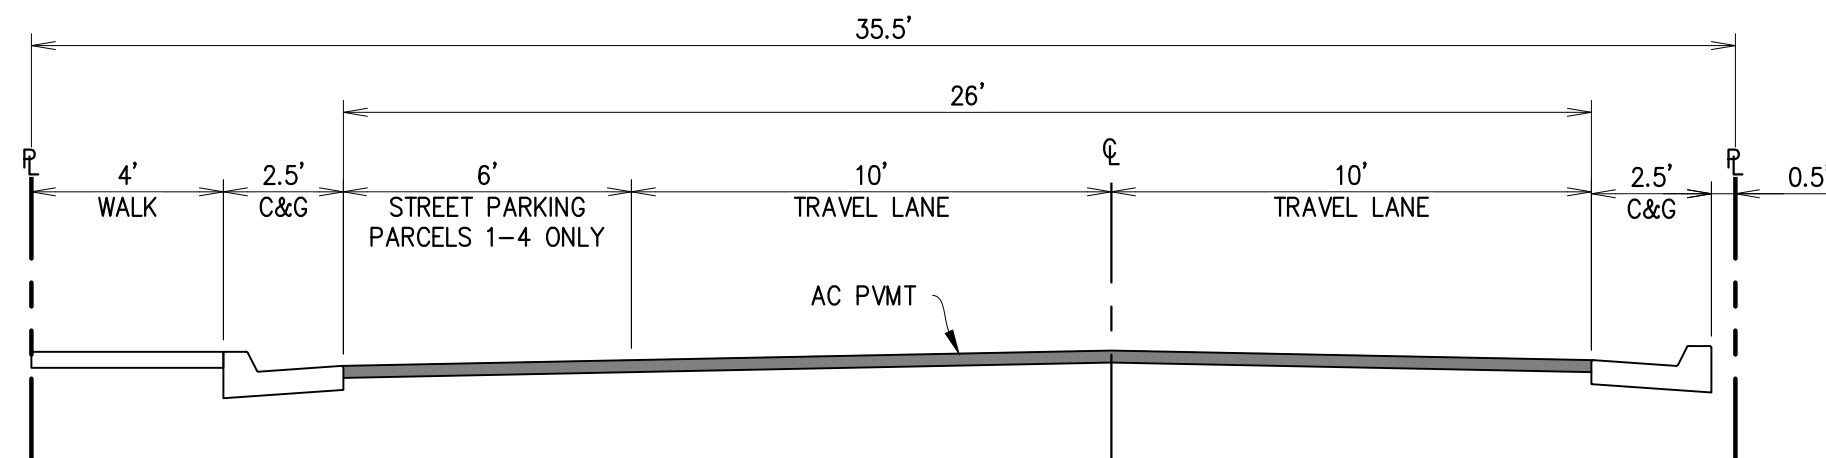 35.5'
26'
PL
CL
PL
4'
2.5'
6'
10'
10'
2.5'
0.5'
WALK
C&G
STREET PARKING
TRAVEL LANE
TRAVEL LANE
C&G
PARCELS 1-4 ONLY
AC PVMT